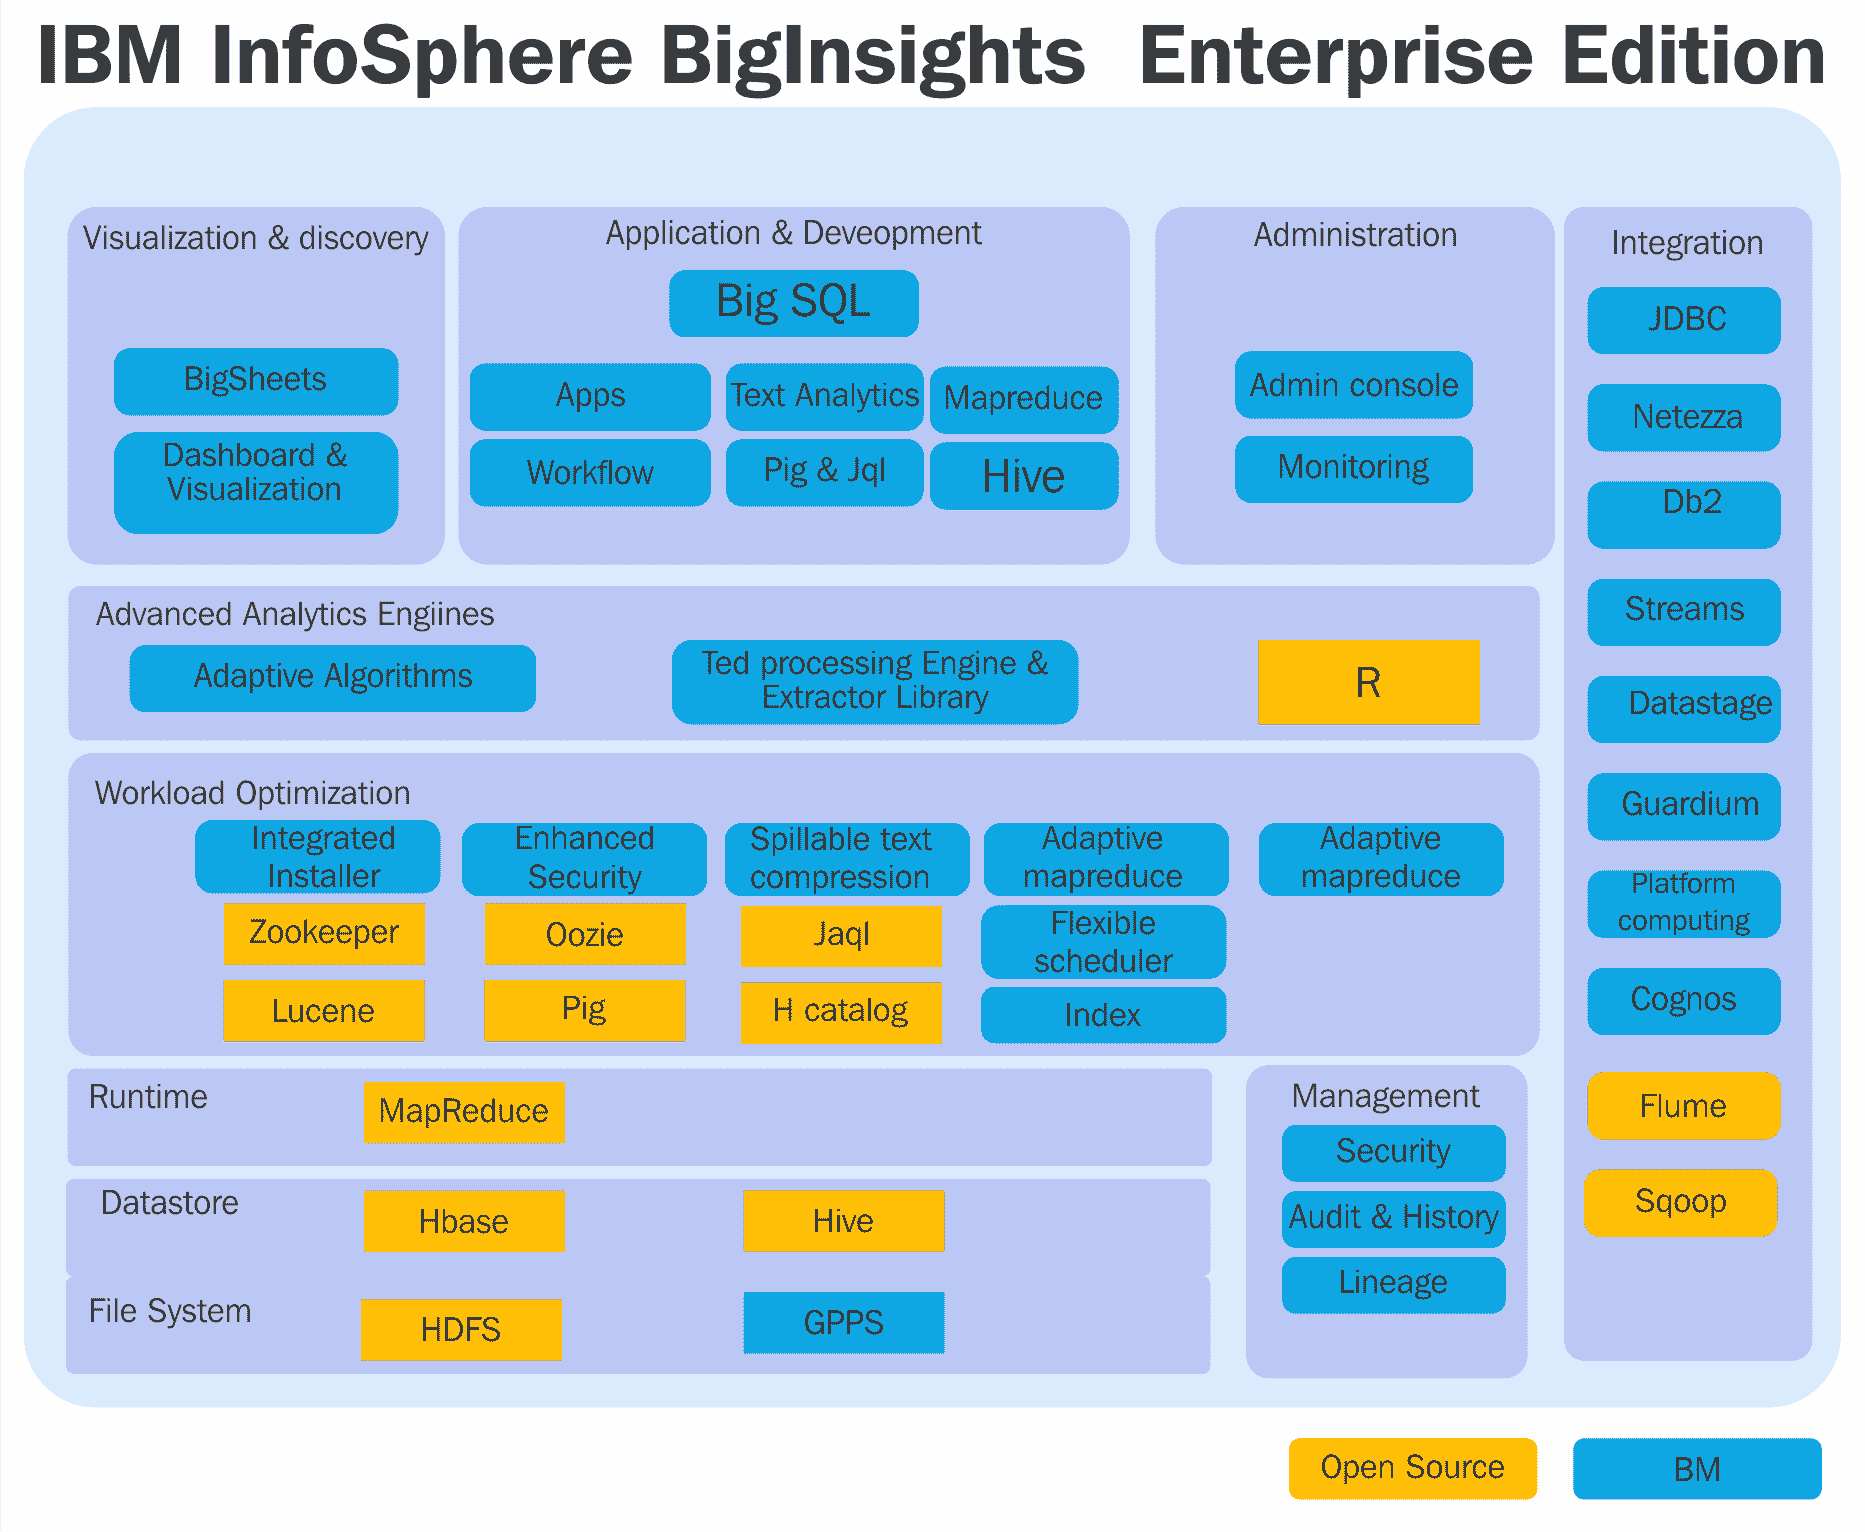 IBM InfoSphere BigInsights Enterprise Edition
Visualization & discovery
BigSheets
Dashboard &
Visualization
Application & Deveopment
Big SQL
Apps
Text Analytics
Mapreduce
Workflow
Pig & Jql
Hive
Administration
Admin console
Monitoring
Integration
JDBC
Netezza
Db2
Streams
Datastage
Guardium
Platform
computing
Cognos
Flume
Sqoop
Advanced Analytics Engiines
Adaptive Algorithms
Ted processing Engine &
Extractor Library
R
Workload Optimization
Integrated
Installer
Enhanced
Security
Spillable text
compression
Adaptive
mapreduce
Adaptive
mapreduce
Zookeeper
Oozie
Jaql
Flexible
scheduler
Lucene
Pig
H catalog
Index
Runtime
MapReduce
Datastore
Hbase
Hive
File System
HDFS
GPPS
Management
Security
Audit & History
Lineage
Open Source
BM